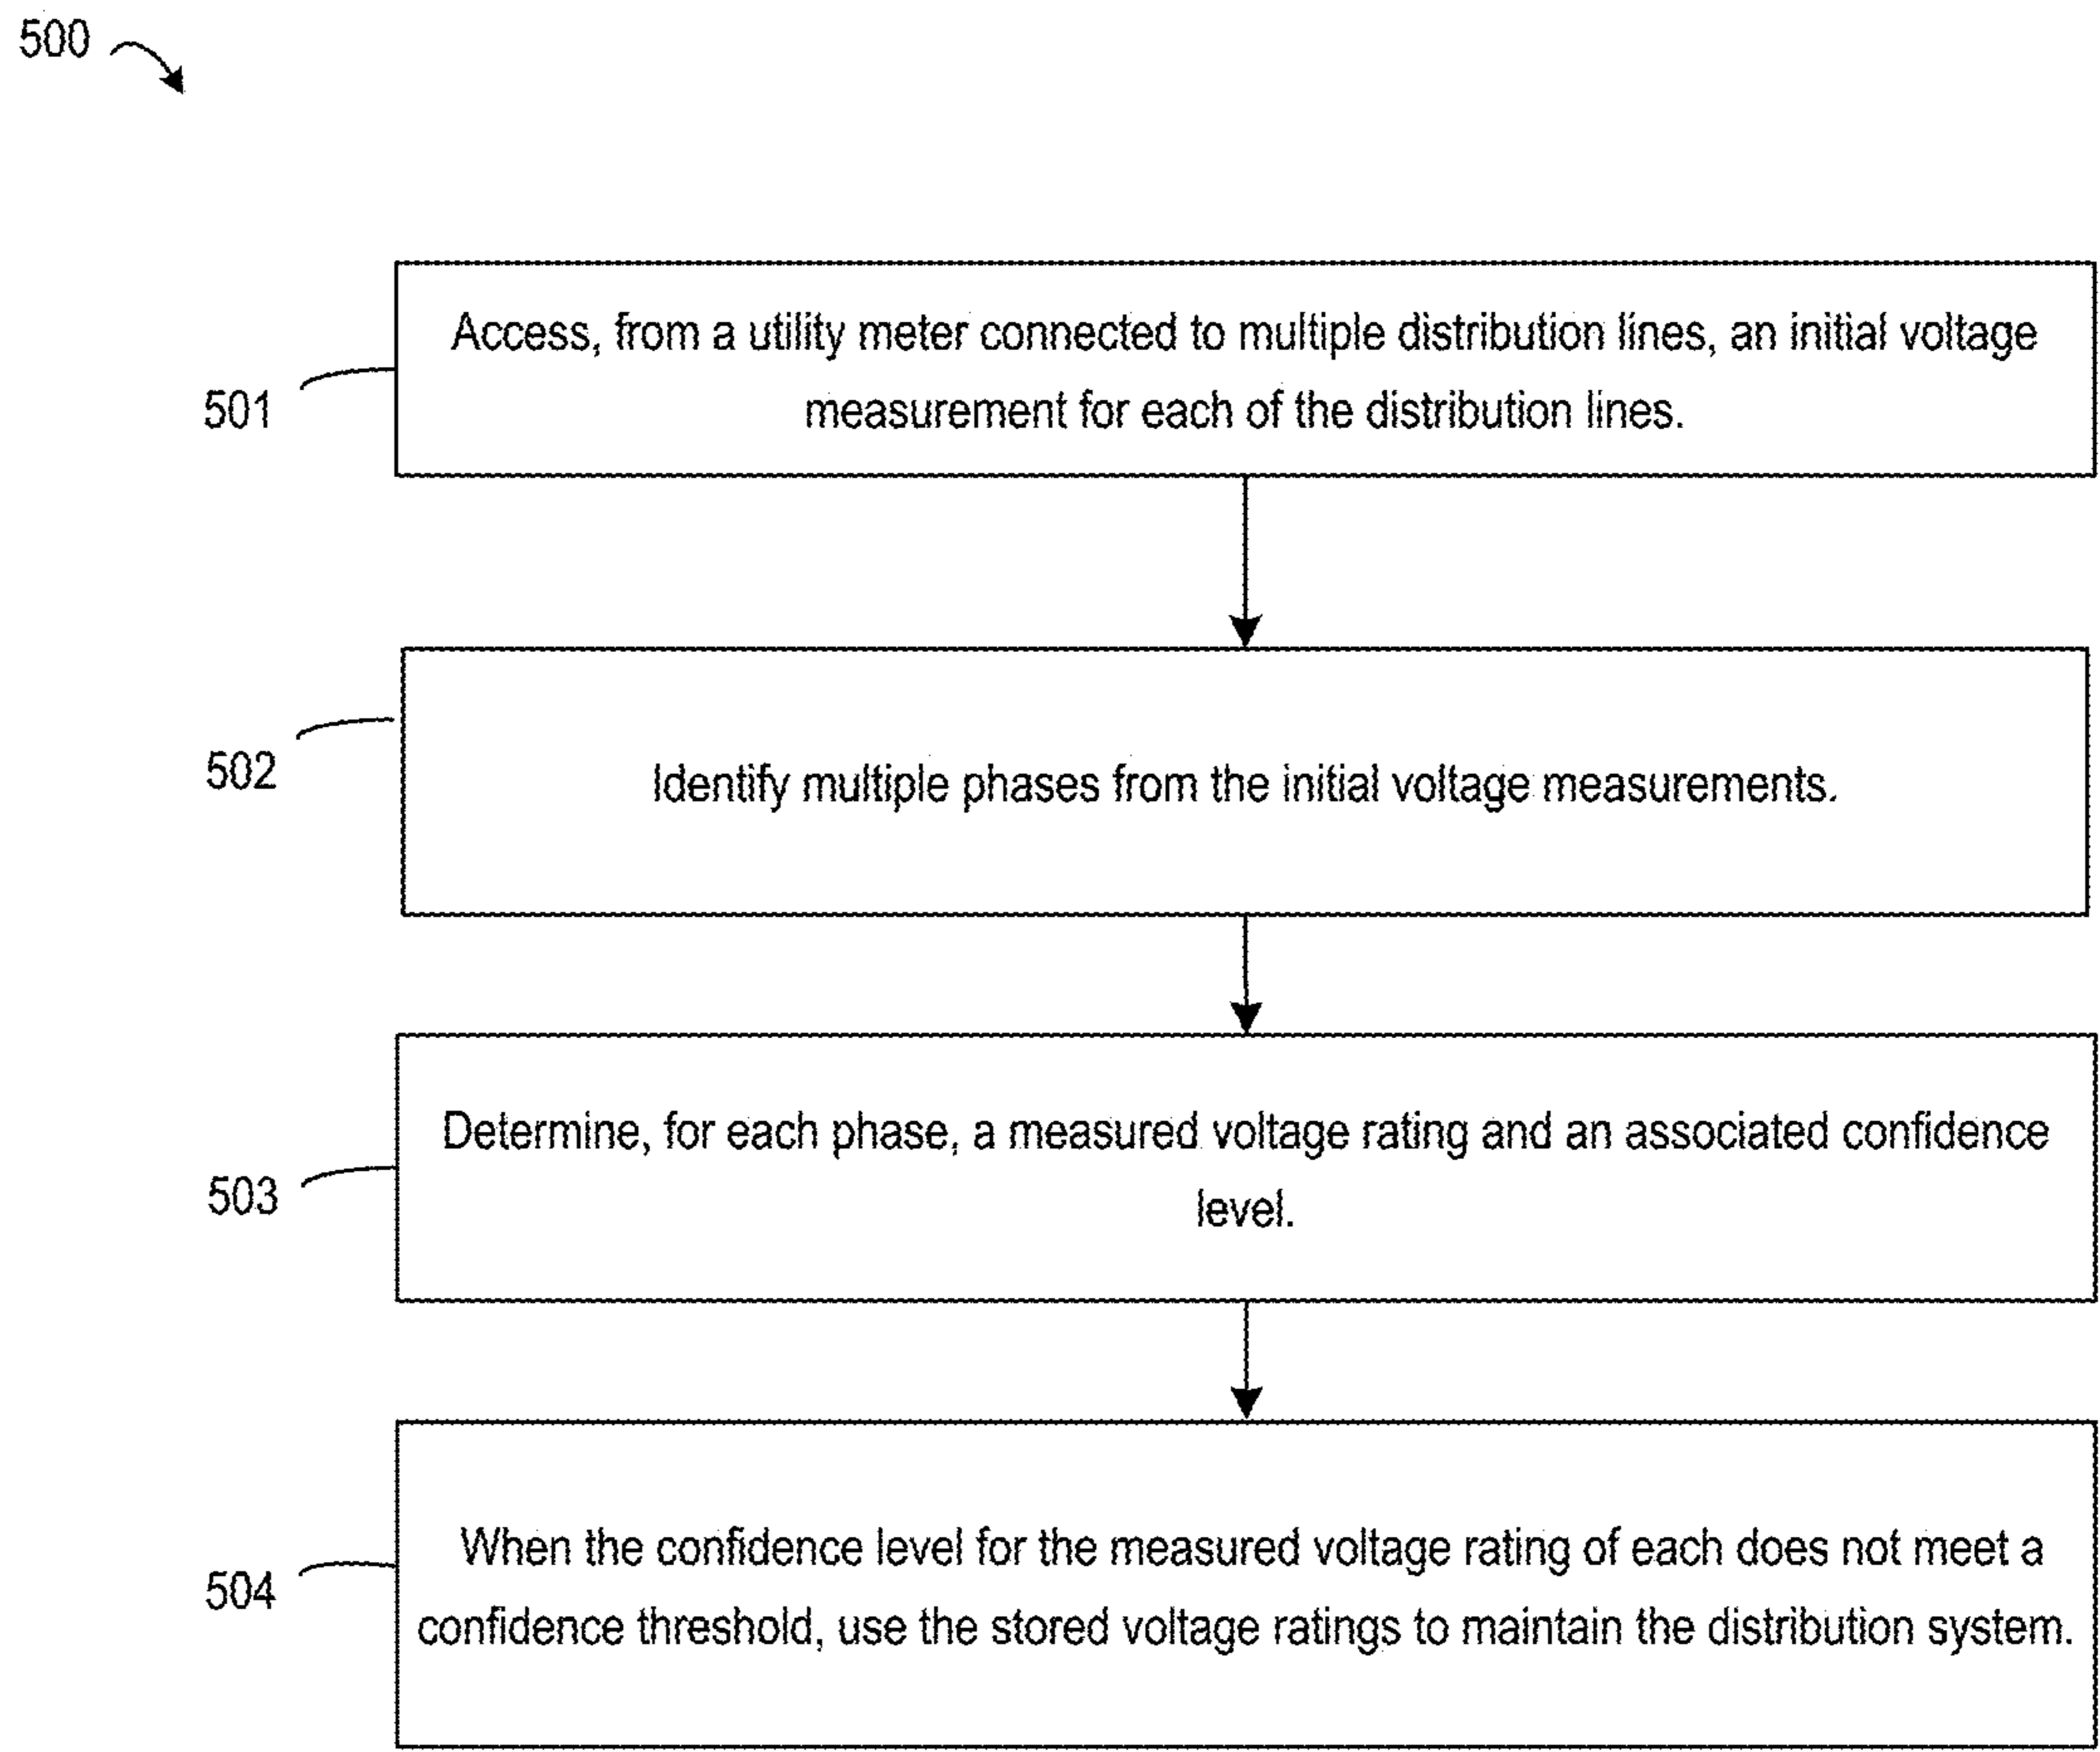 500
Access, from a utility meter connected to multiple distribution lines, an initial voltage
measurement for each of the distribution lines.
501
502
Identify multiple phases from the initial voltage measurements.
Determine, for each phase, a measured voltage rating and an associated confidence
level.
503
When the confidence level for the measured voltage rating of each does not meet a
confidence threshold, use the stored voltage ratings to maintain the distribution system.
504